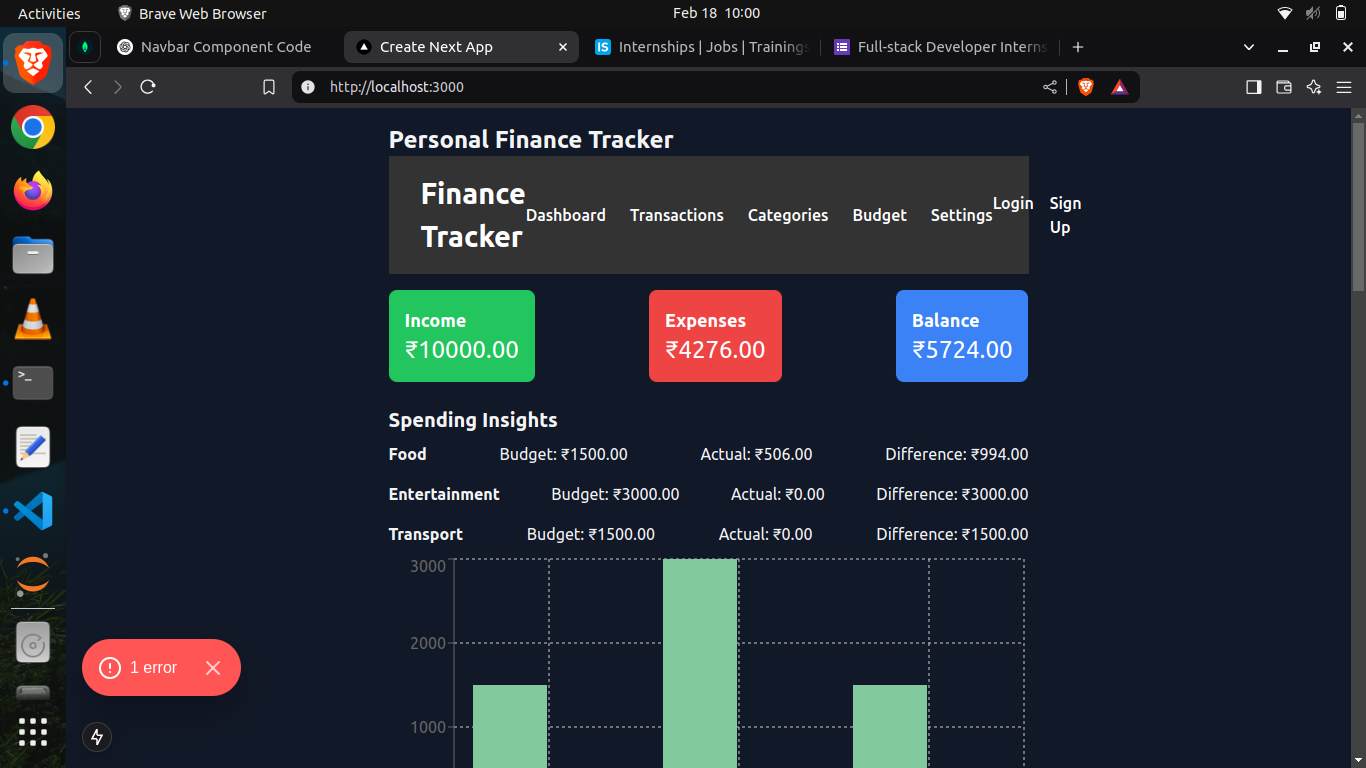 Activities
Brave Web Browser
Feb 18 10:00
Navbar Component Code
Create Next App
IS
Internships | Jobs | Trainings
Full-stack Developer Interns
http://localhost:3000
Personal Finance Tracker
Finance
Tracker
Dashboard Transactions Categories Budget Settings
Login
Sign
Up
Income
₹10000.00
Expenses
₹4276.00
Balance
₹5724.00
Spending Insights
Food Budget: ₹1500.00 Actual: ₹506.00 Difference: ₹994.00
Entertainment Budget: ₹3000.00 Actual: ₹0.00 Difference: ₹3000.00
Transport Budget: ₹1500.00 Actual: ₹0.00 Difference: ₹1500.00
3000
2000
1000
1 error